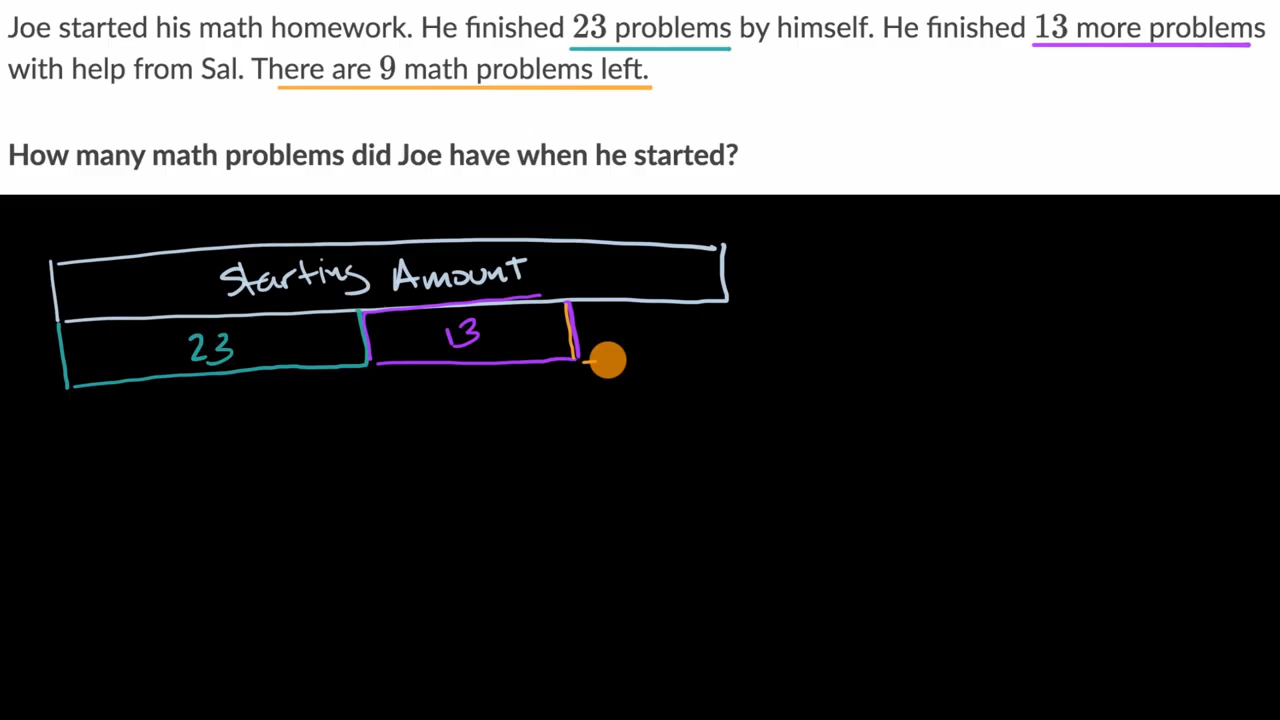 Joe started his math homework. He finished 23 problems by himself. He finished 13 more problems
with help from Sal. There are 9 math problems left.
How many math problems did Joe have when he started?
Starting Amount
23 13